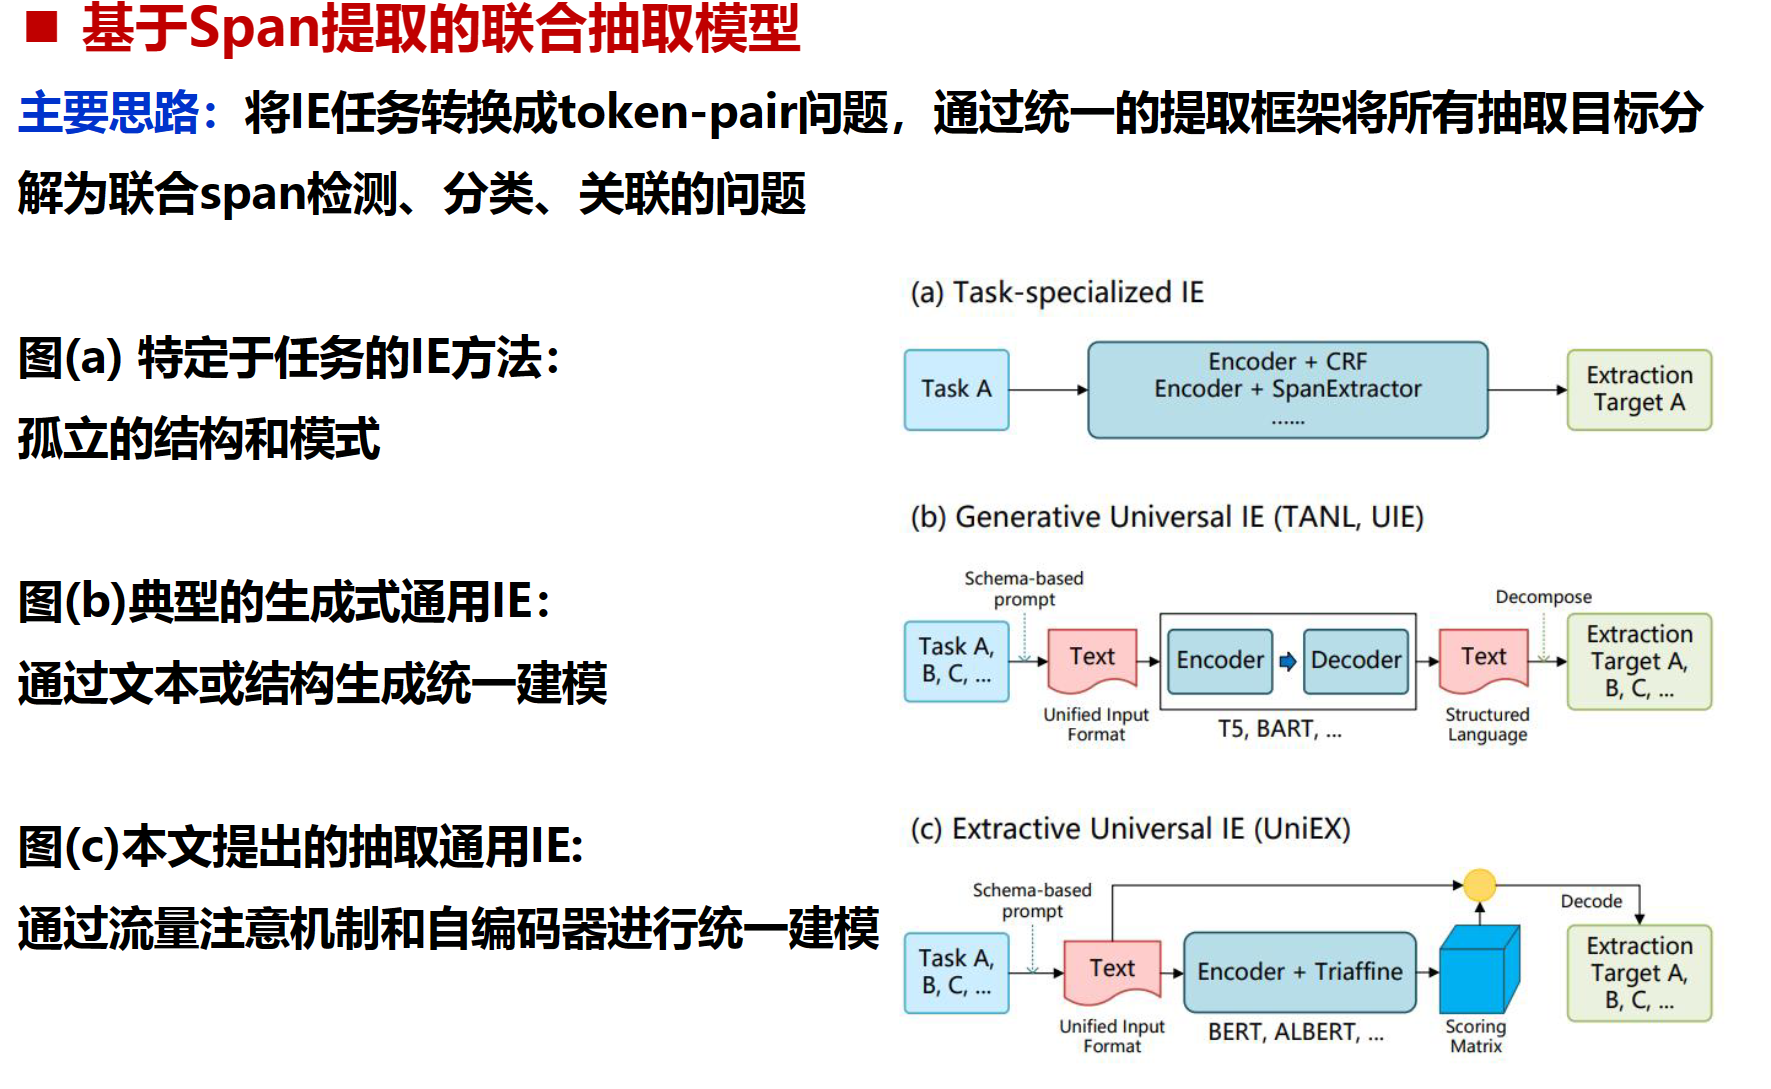 ■ 基于Span提取的联合抽取模型
主要思路：将IE任务转换成token-pair问题，通过统一的提取框架将所有抽取目标分
解为联合span检测、分类、关联的问题
图(a) 特定于任务的IE方法：
孤立的结构和模式
图(b)典型的生成式通用IE：
通过文本或结构生成统一建模
图(c)本文提出的抽取通用IE:
通过流量注意机制和自编码器进行统一建模
(a) Task-specialized IE
Task A
Encoder + CRF
Encoder + SpanExtractor
......
Extraction
Target A
(b) Generative Universal IE (TANL, UIE)
Schema-based
prompt
Decompose
Task A,
B, C, ...
Text
Encoder
Decoder
Text
Extraction
Target A,
B, C, ...
Unified Input
Format
T5, BART, ...
Structured
Language
(c) Extractive Universal IE (UniEX)
Schema-based
prompt
Decode
Task A,
B, C, ...
Text
Encoder + Triaffine
Extraction
Target A,
B, C, ...
Unified Input
Format
BERT, ALBERT, ...
Scoring
Matrix